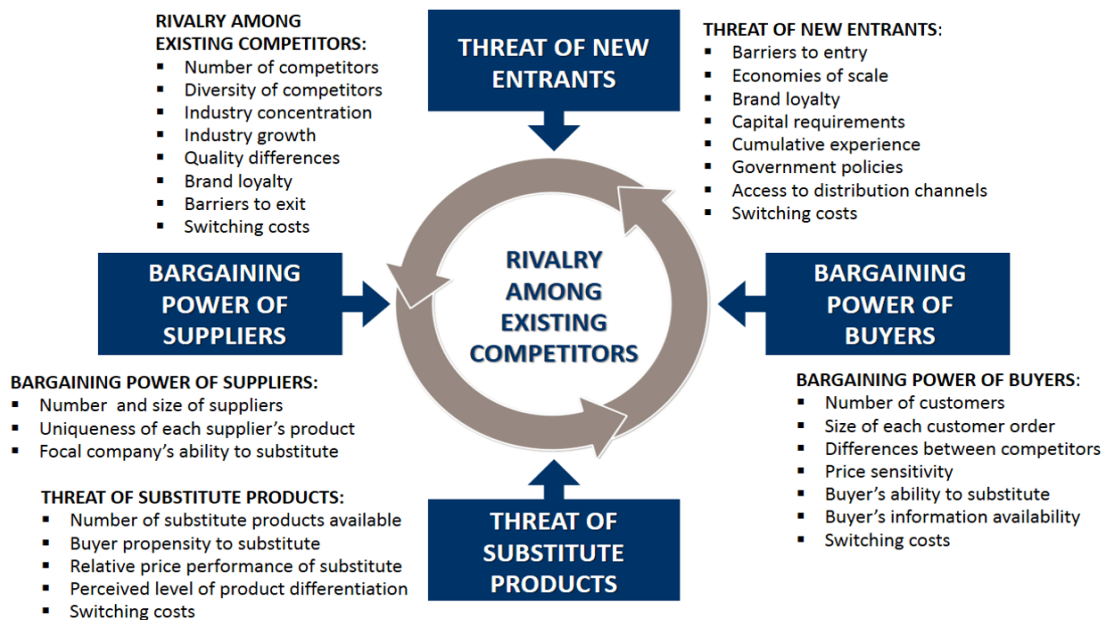 RIVALRY AMONG
EXISTING COMPETITORS:
▪ Number of competitors
▪ Diversity of competitors
▪ Industry concentration
▪ Industry growth
▪ Quality differences
▪ Brand loyalty
▪ Barriers to exit
▪ Switching costs
THREAT OF NEW
ENTRANTS
THREAT OF NEW ENTRANTS:
▪ Barriers to entry
▪ Economies of scale
▪ Brand loyalty
▪ Capital requirements
▪ Cumulative experience
▪ Government policies
▪ Access to distribution channels
▪ Switching costs
BARGAINING
POWER OF
SUPPLIERS
RIVALRY
AMONG
EXISTING
COMPETITORS
BARGAINING
POWER OF
BUYERS
BARGAINING POWER OF SUPPLIERS:
▪ Number and size of suppliers
▪ Uniqueness of each supplier’s product
▪ Focal company’s ability to substitute
BARGAINING POWER OF BUYERS:
▪ Number of customers
▪ Size of each customer order
▪ Differences between competitors
▪ Price sensitivity
▪ Buyer’s ability to substitute
▪ Buyer’s information availability
▪ Switching costs
THREAT OF SUBSTITUTE PRODUCTS:
▪ Number of substitute products available
▪ Buyer propensity to substitute
▪ Relative price performance of substitute
▪ Perceived level of product differentiation
▪ Switching costs
THREAT OF
SUBSTITUTE
PRODUCTS